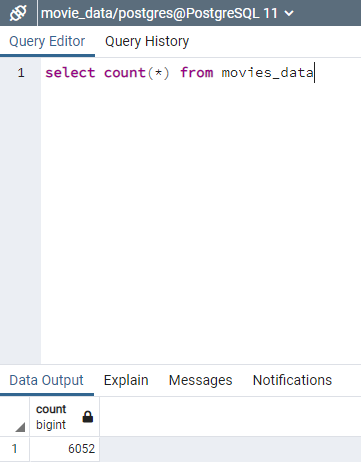 movie_data/postgres@PostgreSQL 11
Query Editor Query History
1 select count(*) from movies_data
Data Output Explain Messages Notifications
count
bigint
1 6052